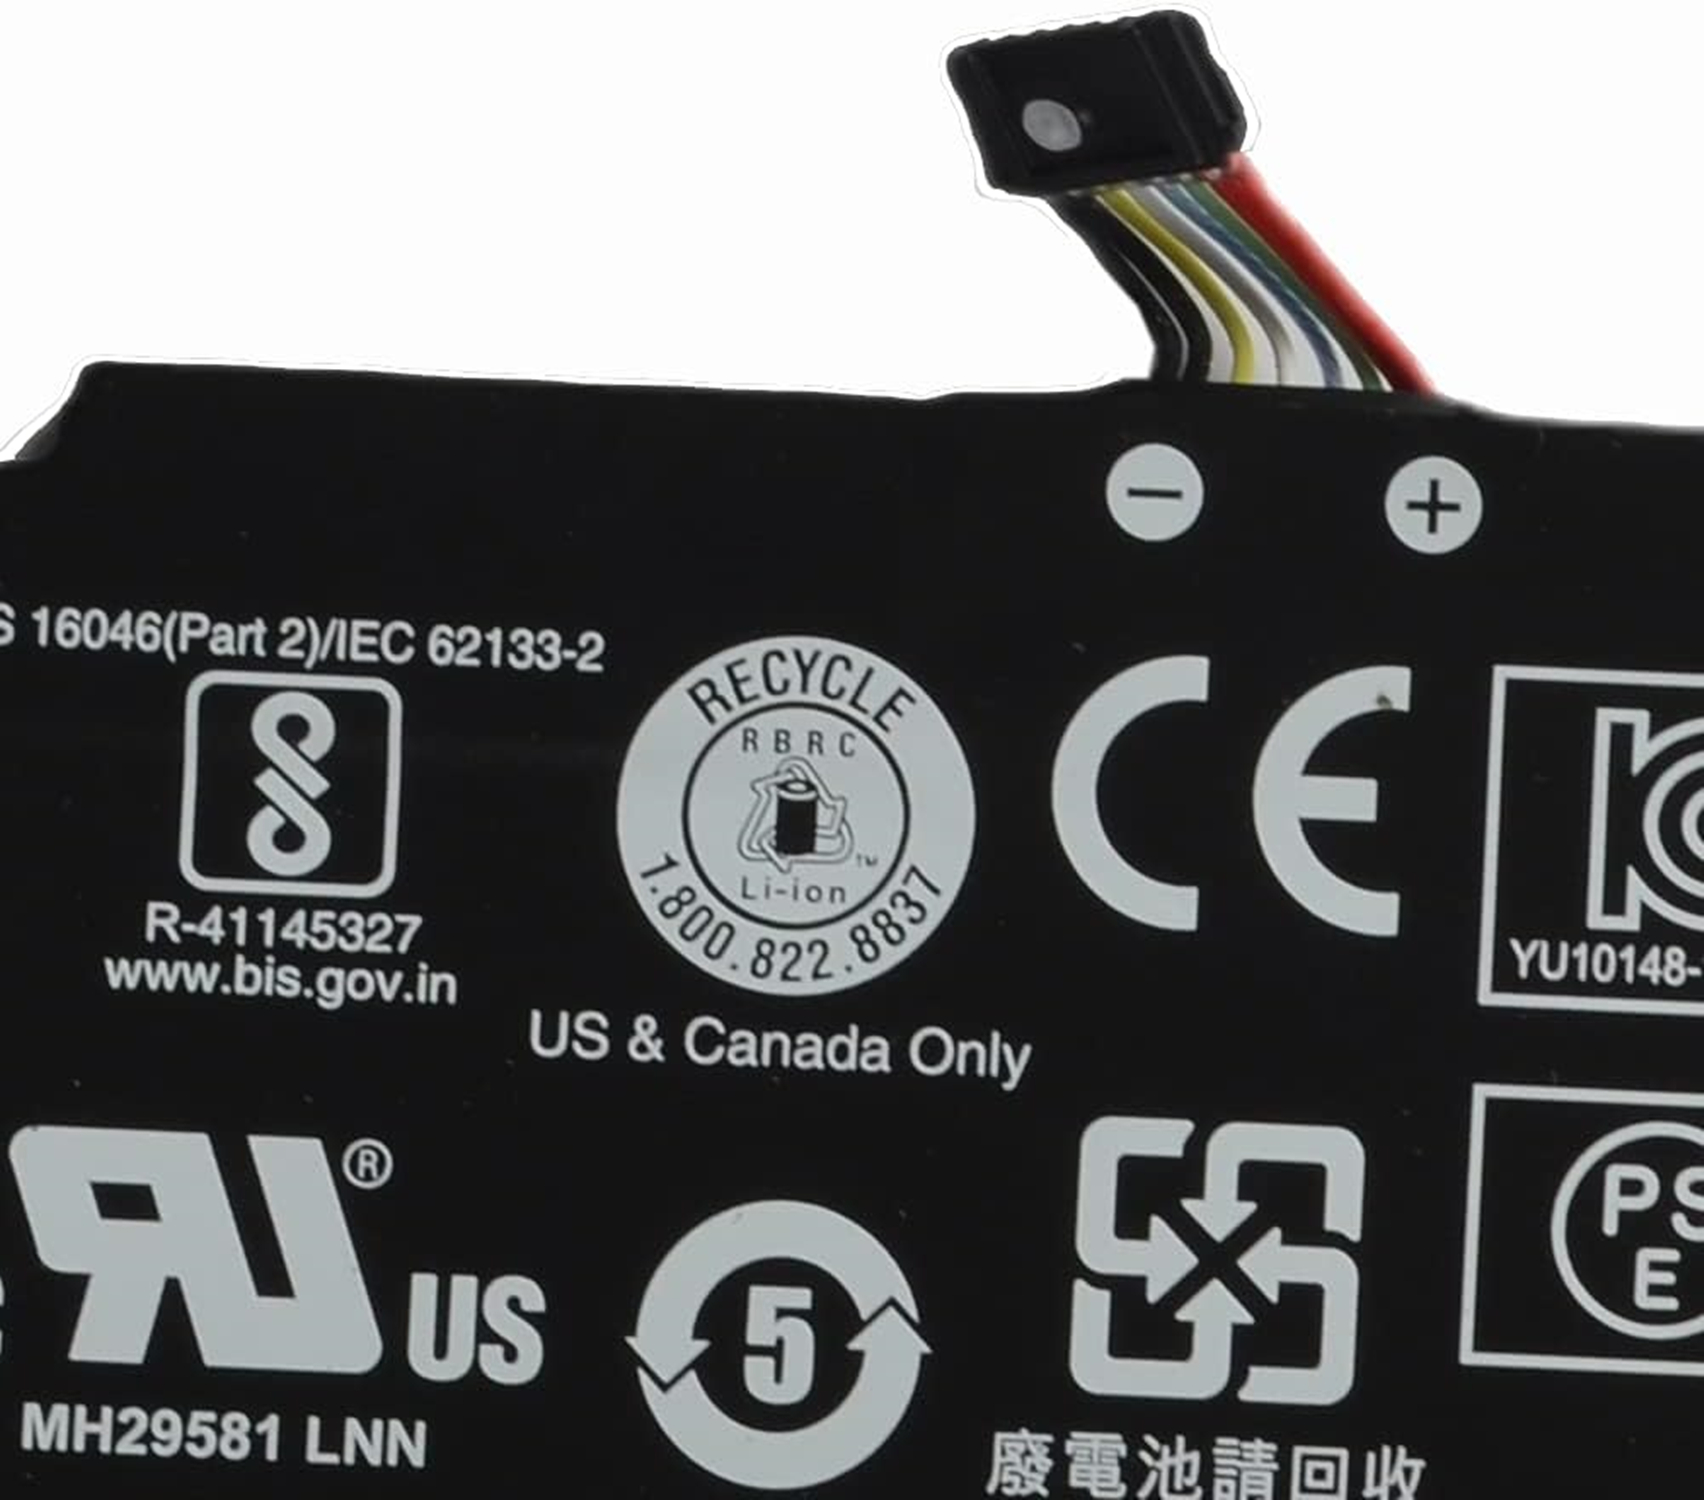 − +
S 16046(Part 2)/IEC 62133-2
RECYCLE
RBRC
™
Li-ion
1.800.822.8837
US & Canada Only
R-41145327
www.bis.gov.in
CE
YU10148-
® US
MH29581 LNN
5
PS
E
廢電池請回收